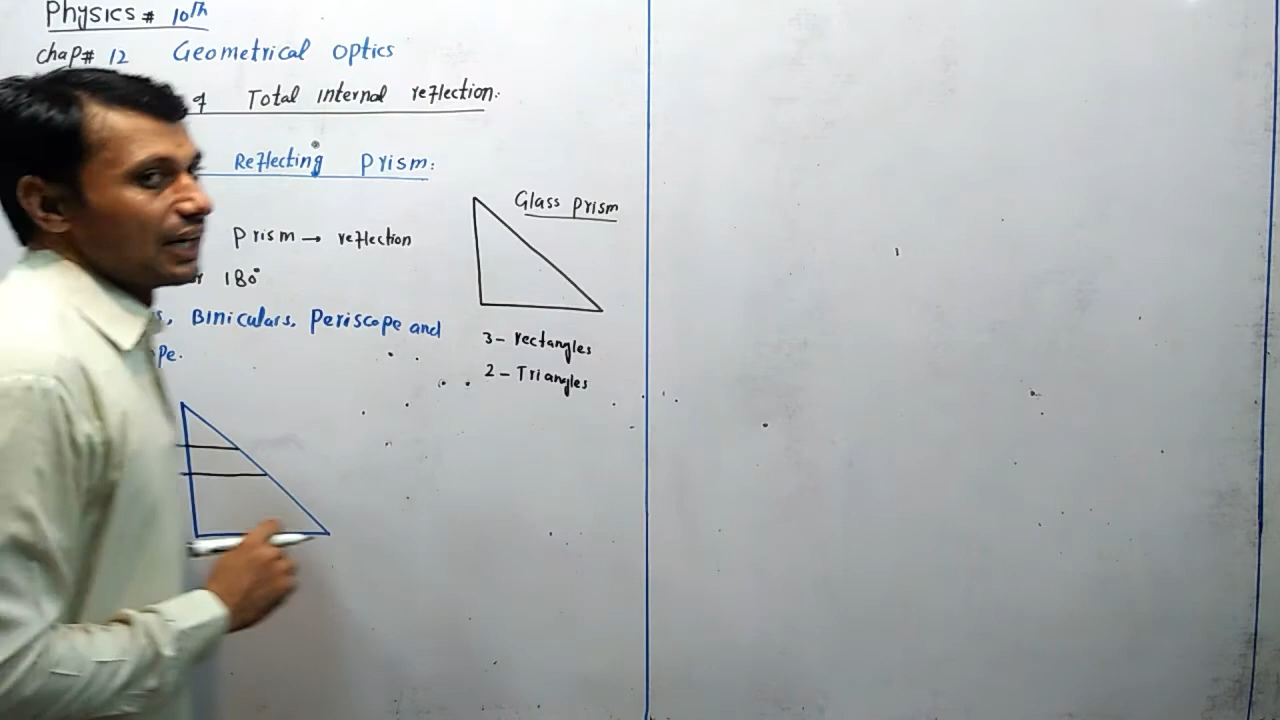 Physics # 10th
Chap # 12 Geometrical optics
Total internal reflection.
Reflecting Prism:
Glass prism
prism → reflection
180°
Biniculars, Periscope and
3 - rectangles
2 - Triangles